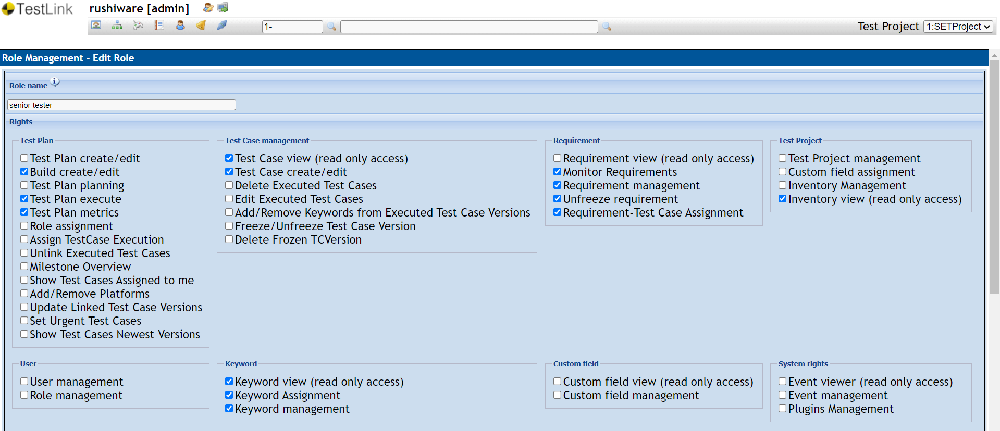 TestLink
rushiware [admin]
1-
Test Project 1:SETProject
Role Management - Edit Role
Role name
senior tester
Rights
Test Plan
Test Plan create/edit
Build create/edit
Test Plan planning
Test Plan execute
Test Plan metrics
Role assignment
Assign TestCase Execution
Unlink Executed Test Cases
Milestone Overview
Show Test Cases Assigned to me
Add/Remove Platforms
Update Linked Test Case Versions
Set Urgent Test Cases
Show Test Cases Newest Versions
Test Case management
Test Case view (read only access)
Test Case create/edit
Delete Executed Test Cases
Edit Executed Test Cases
Add/Remove Keywords from Executed Test Case Versions
Freeze/Unfreeze Test Case Version
Delete Frozen TCVersion
Requirement
Requirement view (read only access)
Monitor Requirements
Requirement management
Unfreeze requirement
Requirement-Test Case Assignment
Test Project
Test Project management
Custom field assignment
Inventory Management
Inventory view (read only access)
User
User management
Role management
Keyword
Keyword view (read only access)
Keyword Assignment
Keyword management
Custom field
Custom field view (read only access)
Custom field management
System rights
Event viewer (read only access)
Event management
Plugins Management